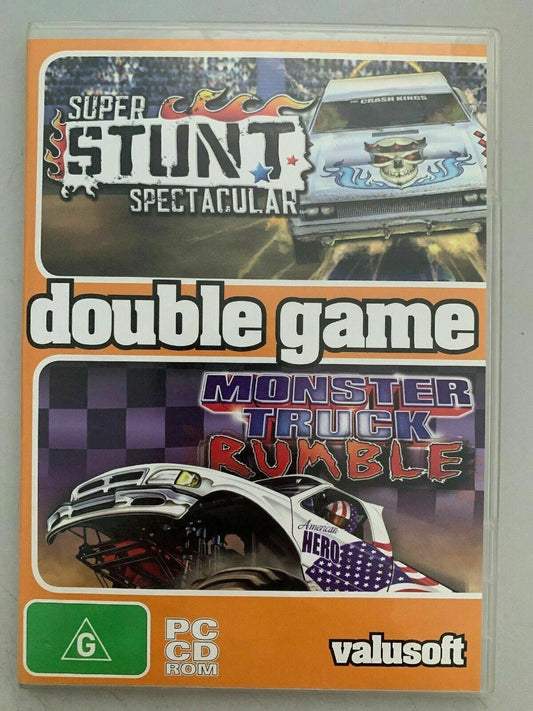 THE CRASH KINGS
SUPER
STUNT
SPECTACULAR
double game
MONSTER
TRUCK
RUMBLE
American
HERO
G
PC
CD
ROM
valusoft